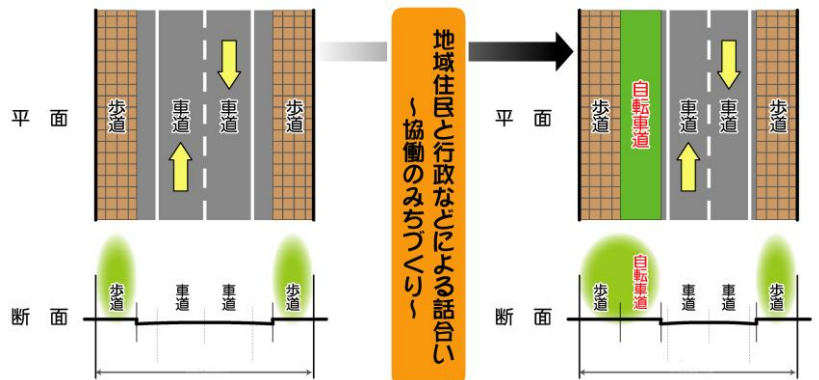 平 面
歩道
車道
車道
歩道
断 面
歩道
車道
車道
歩道
地域住民と行政などによる話合い
～協働のみちづくり～
平 面
歩道
自転車道
車道
車道
歩道
断 面
歩道
自転車道
車道
車道
歩道